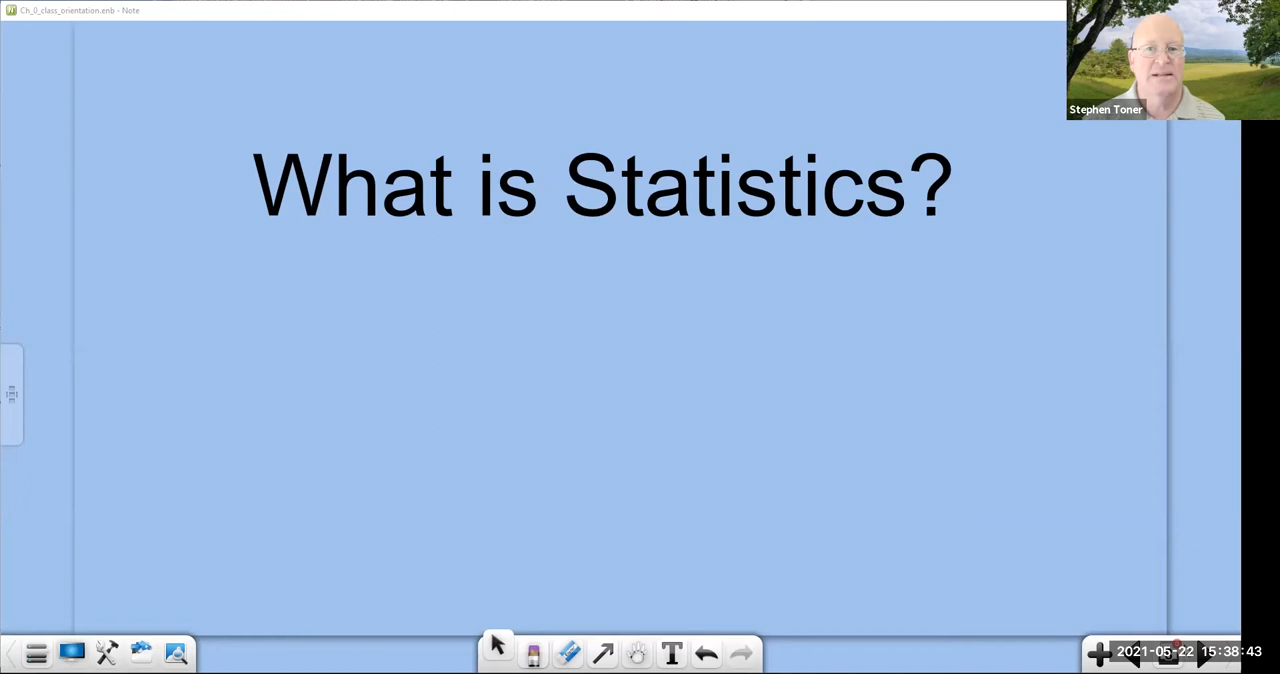 Ch_0_class_orientation.enb - Note
Stephen Toner
What is Statistics?
T
2021-05-22 15:38:43